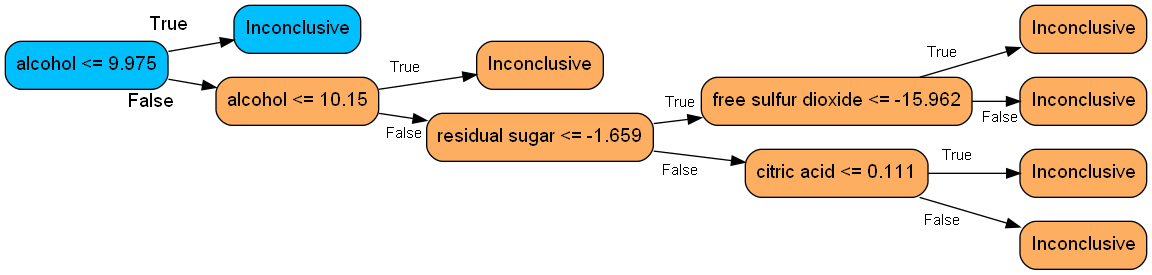 True
Inconclusive
alcohol <= 9.975
False
alcohol <= 10.15
True
Inconclusive
False
residual sugar <= -1.659
True
free sulfur dioxide <= -15.962
True
Inconclusive
False
Inconclusive
False
citric acid <= 0.111
True
Inconclusive
False
Inconclusive